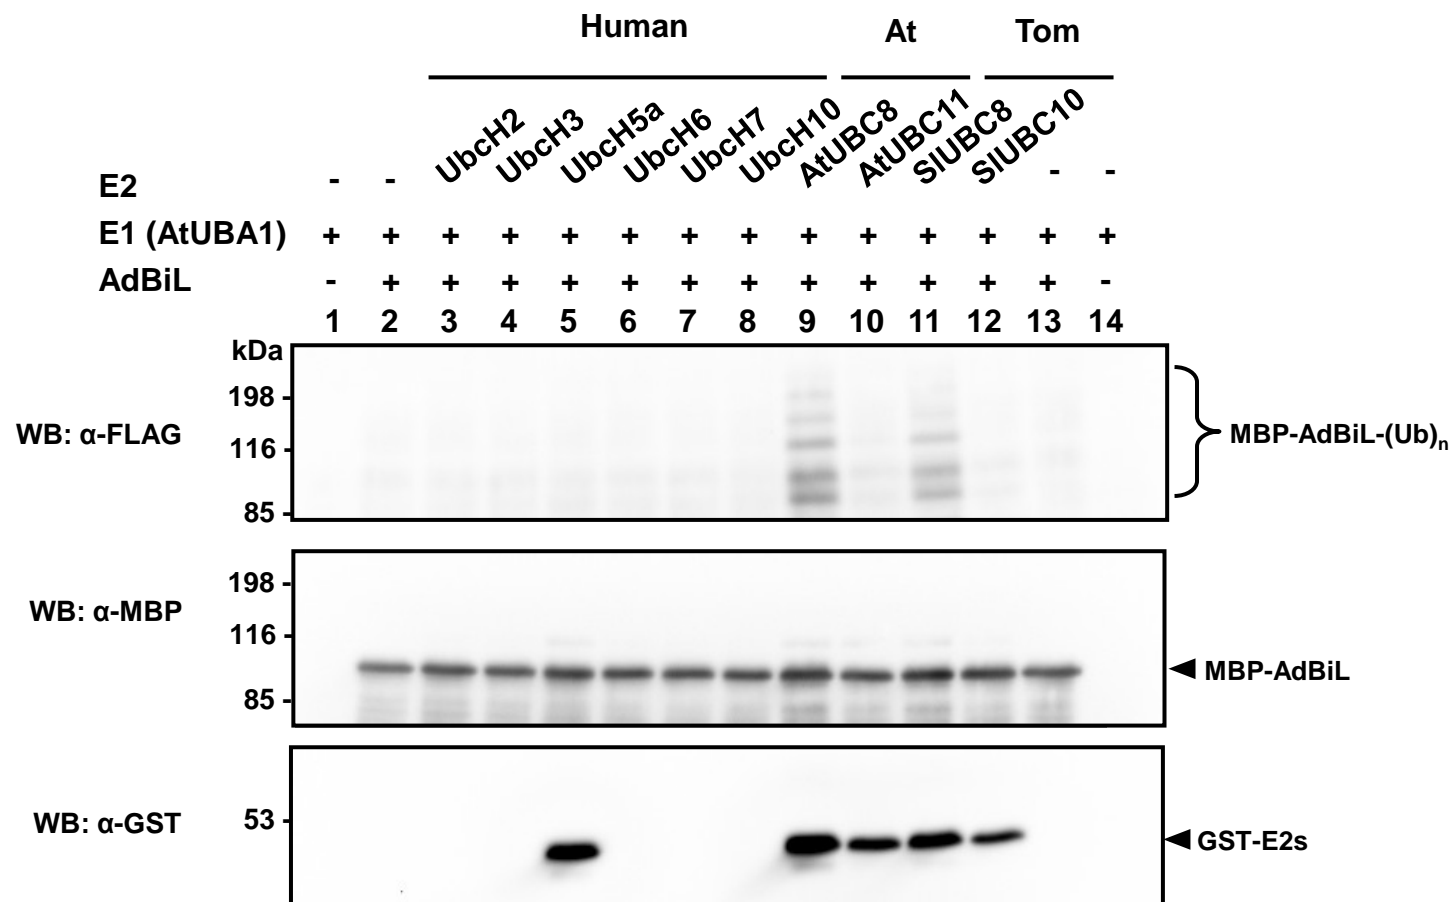 Human At Tom
UbcH2 UbcH3 UbcH5a UbcH6 UbcH7 UbcH10 AtUBC8 AtUBC11 SlUBC8 SlUBC10
E2 - - - -
E1 (AtUBA1) + + + + + + + + + + + + + +
AdBiL - + + + + + + + + + + + + -
1 2 3 4 5 6 7 8 9 10 11 12 13 14
kDa
198 -
WB: α-FLAG
MBP-AdBiL-(Ub)n
116 -
85 -
198 -
WB: α-MBP
116 -
MBP-AdBiL
85 -
WB: α-GST
53 -
GST-E2s